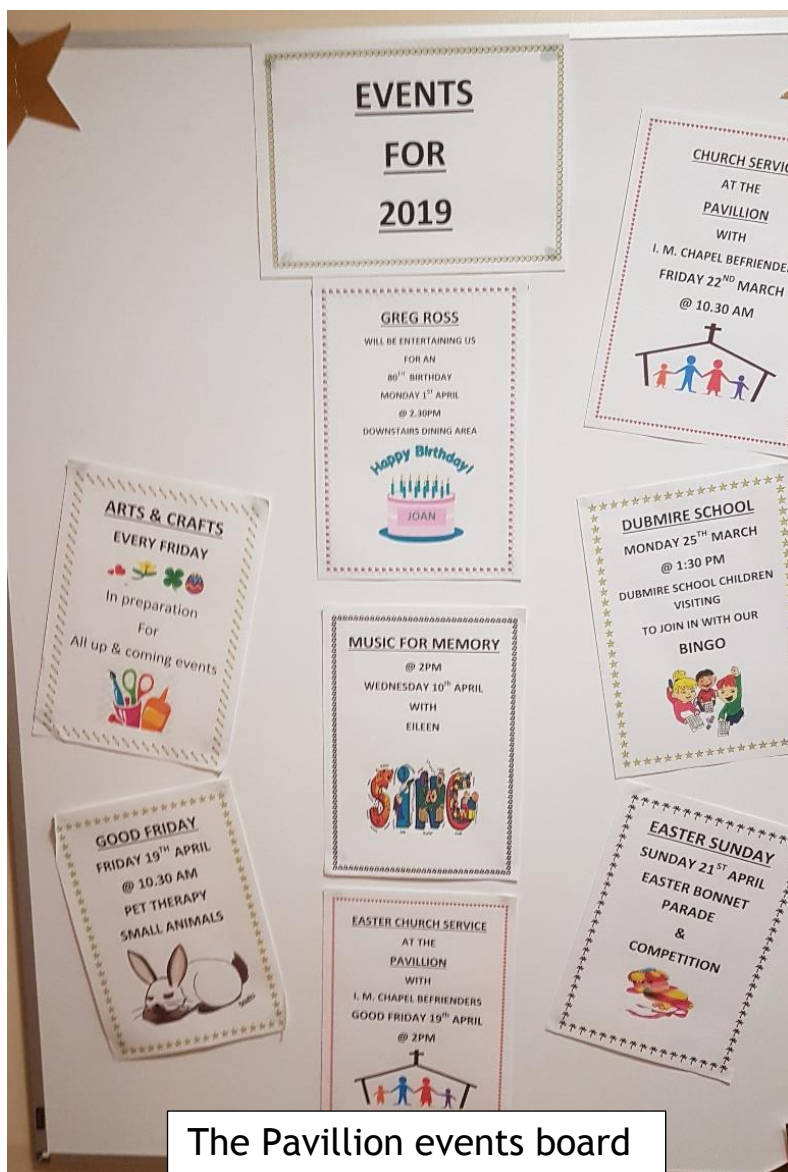 EVENTS
FOR
2019
CHURCH SERVIC
AT THE
PAVILLION
WITH
I. M. CHAPEL BEFRIENDE
FRIDAY 22ND MARCH
@ 10.30 AM
GREG ROSS
WILL BE ENTERTAINING US
FOR AN
80TH BIRTHDAY
MONDAY 1ST APRIL
@ 2.30PM
DOWNSTAIRS DINING AREA
Happy Birthday!
JOAN
ARTS & CRAFTS
EVERY FRIDAY
In preparation
For
All up & coming events
DUBMIRE SCHOOL
MONDAY 25TH MARCH
@ 1:30 PM
DUBMIRE SCHOOL CHILDREN
VISITING
TO JOIN IN WITH OUR
BINGO
MUSIC FOR MEMORY
@ 2PM
WEDNESDAY 10th APRIL
WITH
EILEEN
SING
GOOD FRIDAY
FRIDAY 19TH APRIL
@ 10.30 AM
PET THERAPY
SMALL ANIMALS
EASTER SUNDAY
SUNDAY 21ST APRIL
EASTER BONNET
PARADE
&
COMPETITION
EASTER CHURCH SERVICE
AT THE
PAVILLION
WITH
I. M. CHAPEL BEFRIENDERS
GOOD FRIDAY 19th APRIL
@ 2PM
The Pavillion events board